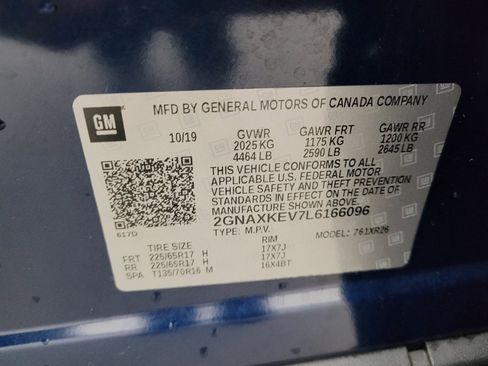 GM
MFD BY GENERAL MOTORS OF CANADA COMPANY
10/19 GVWR GAWR FRT GAWR RR
2025 KG 1175 KG 1200 KG
4464 LB 2590 LB 2645 LB
THIS VEHICLE CONFORMS TO ALL
APPLICABLE U.S. FEDERAL MOTOR
VEHICLE SAFETY AND THEFT PREVENTION
STANDARDS IN EFFECT ON THE DATE OF
MANUFACTURE SHOWN ABOVE.
2GNAXKEV7L6166096
617D TYPE: M.P.V. MODEL: 761XR26
TIRE SIZE RIM
FRT 225/65R17 H 17X7J
RR 225/65R17 H 17X7J
SPA T135/70R16 M 16X4BT